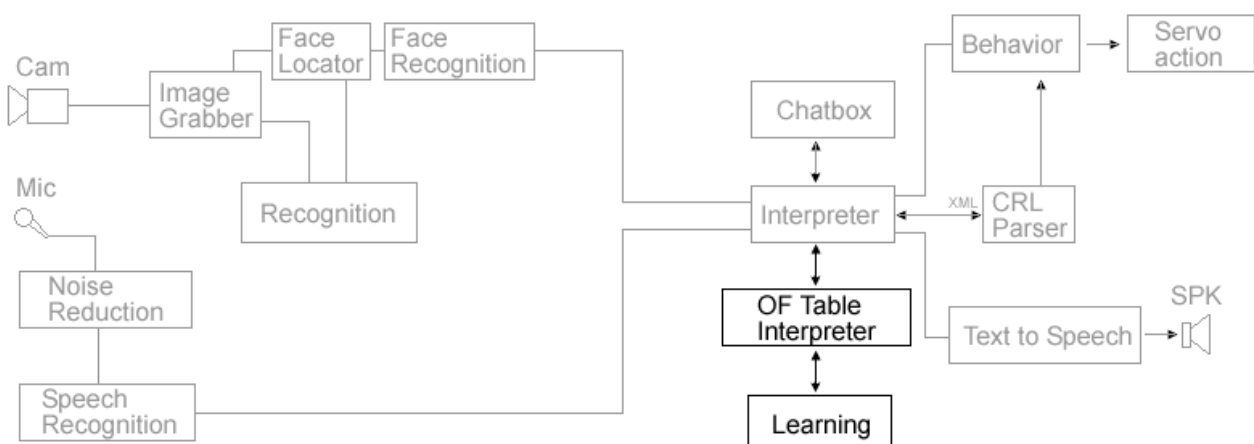 Cam
Image
Grabber
Face
Locator
Face
Recognition
Recognition
Mic
Noise
Reduction
Speech
Recognition
Chatbox
Interpreter
OF Table
Interpreter
Learning
Behavior
Servo
action
XML
CRL
Parser
Text to Speech
SPK